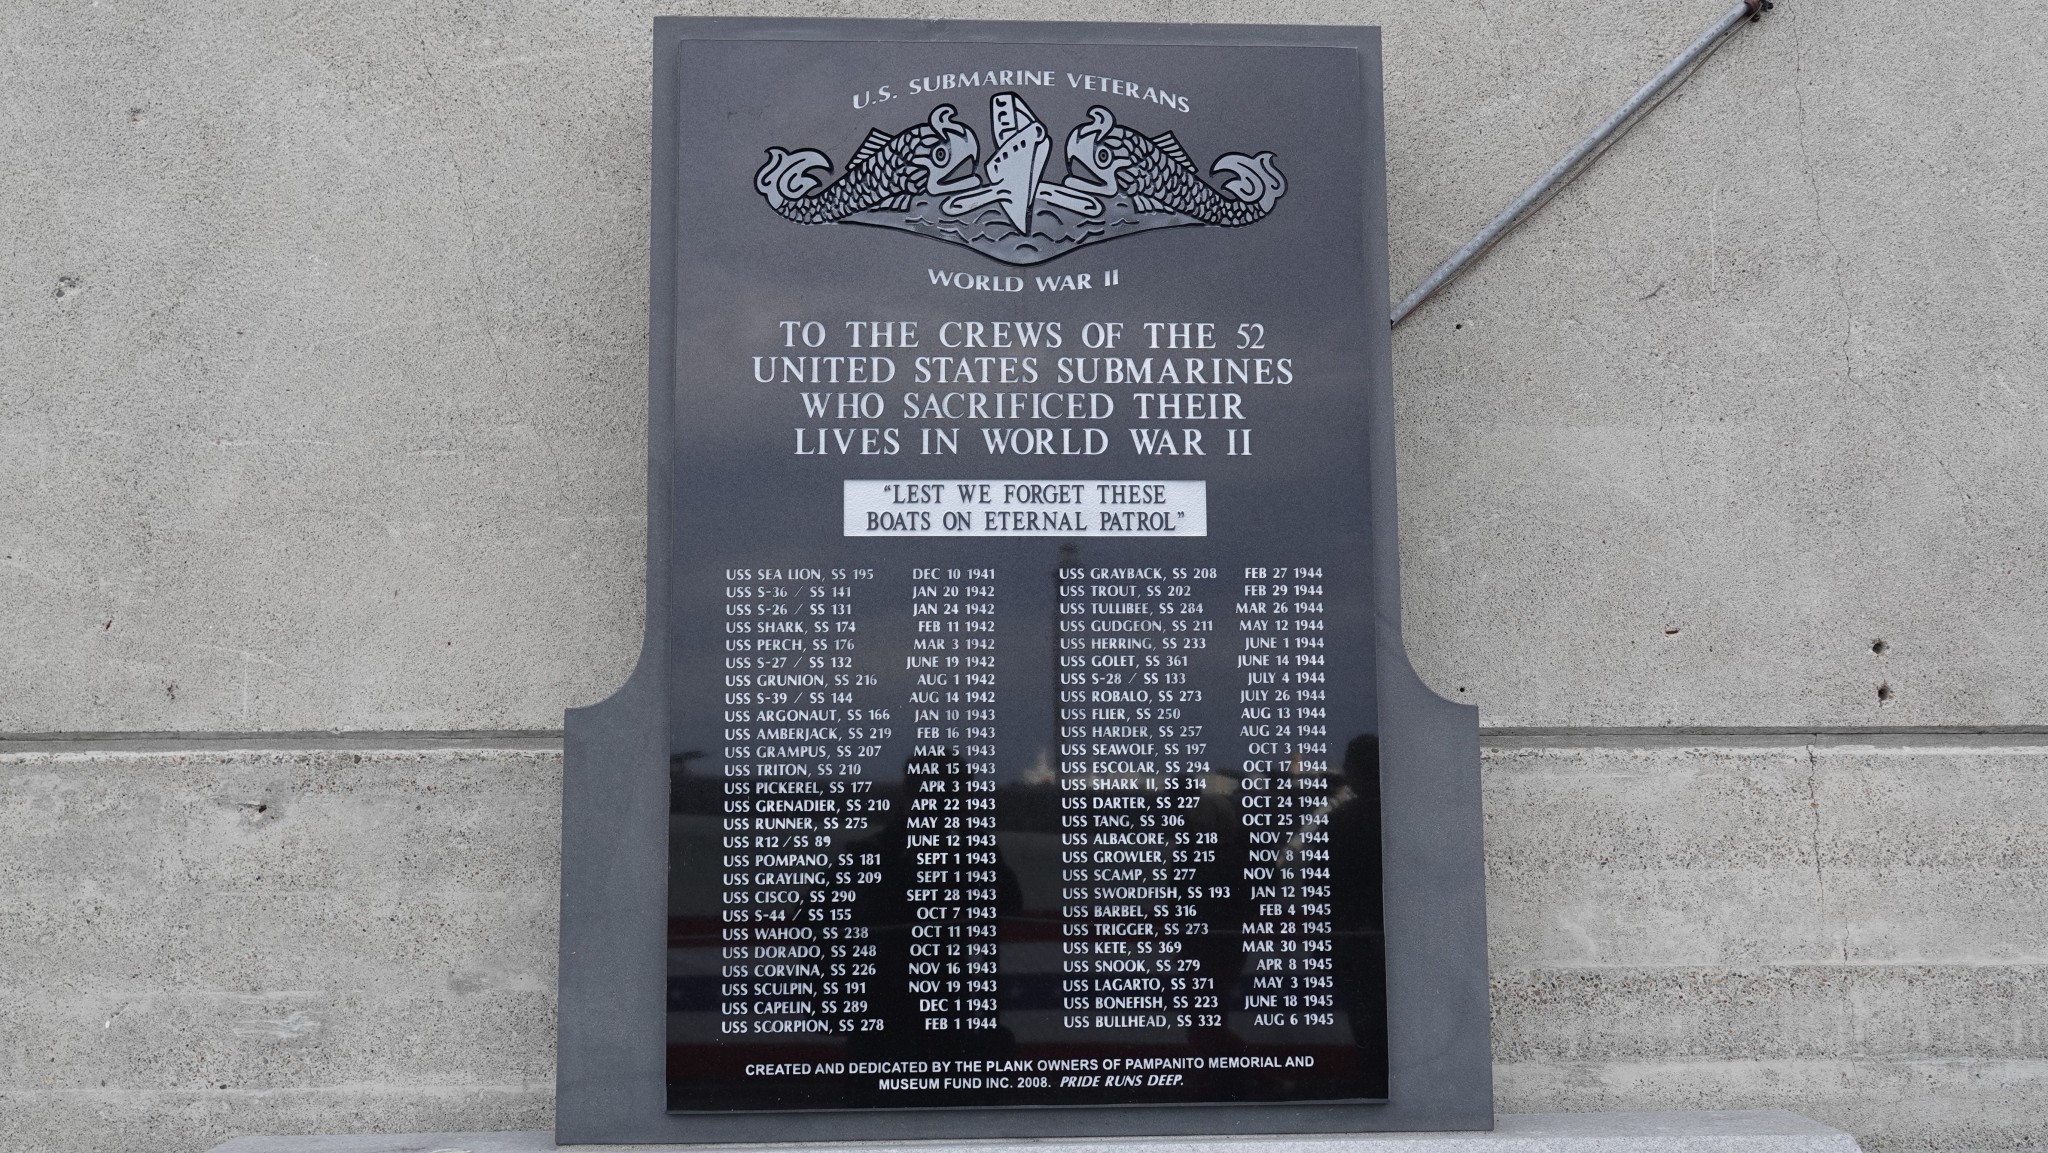 U.S. SUBMARINE VETERANS
WORLD WAR II
TO THE CREWS OF THE 52
UNITED STATES SUBMARINES
WHO SACRIFICED THEIR
LIVES IN WORLD WAR II
“LEST WE FORGET THESE
BOATS ON ETERNAL PATROL”
USS SEA LION, SS 195 DEC 10 1941
USS S-36 / SS 141 JAN 20 1942
USS S-26 / SS 131 JAN 24 1942
USS SHARK, SS 174 FEB 11 1942
USS PERCH, SS 176 MAR 3 1942
USS S-27 / SS 132 JUNE 19 1942
USS GRUNION, SS 216 AUG 1 1942
USS S-39 / SS 144 AUG 14 1942
USS ARGONAUT, SS 166 JAN 10 1943
USS AMBERJACK, SS 219 FEB 16 1943
USS GRAMPUS, SS 207 MAR 5 1943
USS TRITON, SS 210 MAR 15 1943
USS PICKEREL, SS 177 APR 3 1943
USS GRENADIER, SS 210 APR 22 1943
USS RUNNER, SS 275 MAY 28 1943
USS R12 / SS 89 JUNE 12 1943
USS POMPANO, SS 181 SEPT 1 1943
USS GRAYLING, SS 209 SEPT 1 1943
USS CISCO, SS 290 SEPT 28 1943
USS S-44 / SS 155 OCT 7 1943
USS WAHOO, SS 238 OCT 11 1943
USS DORADO, SS 248 OCT 12 1943
USS CORVINA, SS 226 NOV 16 1943
USS SCULPIN, SS 191 NOV 19 1943
USS CAPELIN, SS 289 DEC 1 1943
USS SCORPION, SS 278 FEB 1 1944
USS GRAYBACK, SS 208 FEB 27 1944
USS TROUT, SS 202 FEB 29 1944
USS TULLIBEE, SS 284 MAR 26 1944
USS GUDGEON, SS 211 MAY 12 1944
USS HERRING, SS 233 JUNE 1 1944
USS GOLET, SS 361 JUNE 14 1944
USS S-28 / SS 133 JULY 4 1944
USS ROBALO, SS 273 JULY 26 1944
USS FLIER, SS 250 AUG 13 1944
USS HARDER, SS 257 AUG 24 1944
USS SEAWOLF, SS 197 OCT 3 1944
USS ESCOLAR, SS 294 OCT 17 1944
USS SHARK II, SS 314 OCT 24 1944
USS DARTER, SS 227 OCT 24 1944
USS TANG, SS 306 OCT 25 1944
USS ALBACORE, SS 218 NOV 7 1944
USS GROWLER, SS 215 NOV 8 1944
USS SCAMP, SS 277 NOV 16 1944
USS SWORDFISH, SS 193 JAN 12 1945
USS BARBEL, SS 316 FEB 4 1945
USS TRIGGER, SS 273 MAR 28 1945
USS KETE, SS 369 MAR 30 1945
USS SNOOK, SS 279 APR 8 1945
USS LAGARTO, SS 371 MAY 3 1945
USS BONEFISH, SS 223 JUNE 18 1945
USS BULLHEAD, SS 332 AUG 6 1945
CREATED AND DEDICATED BY THE PLANK OWNERS OF PAMPANITO MEMORIAL AND
MUSEUM FUND INC. 2008. PRIDE RUNS DEEP.